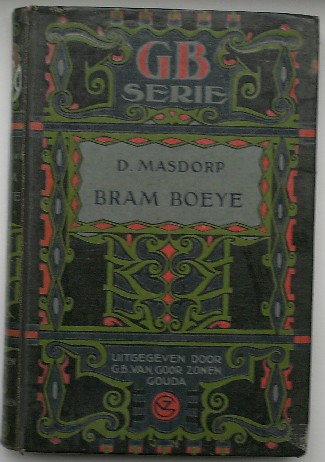 GB
SERIE
D. MASDORP
BRAM BOEYE
UITGEGEVEN DOOR
G.B. VAN GOOR ZONEN
GOUDA